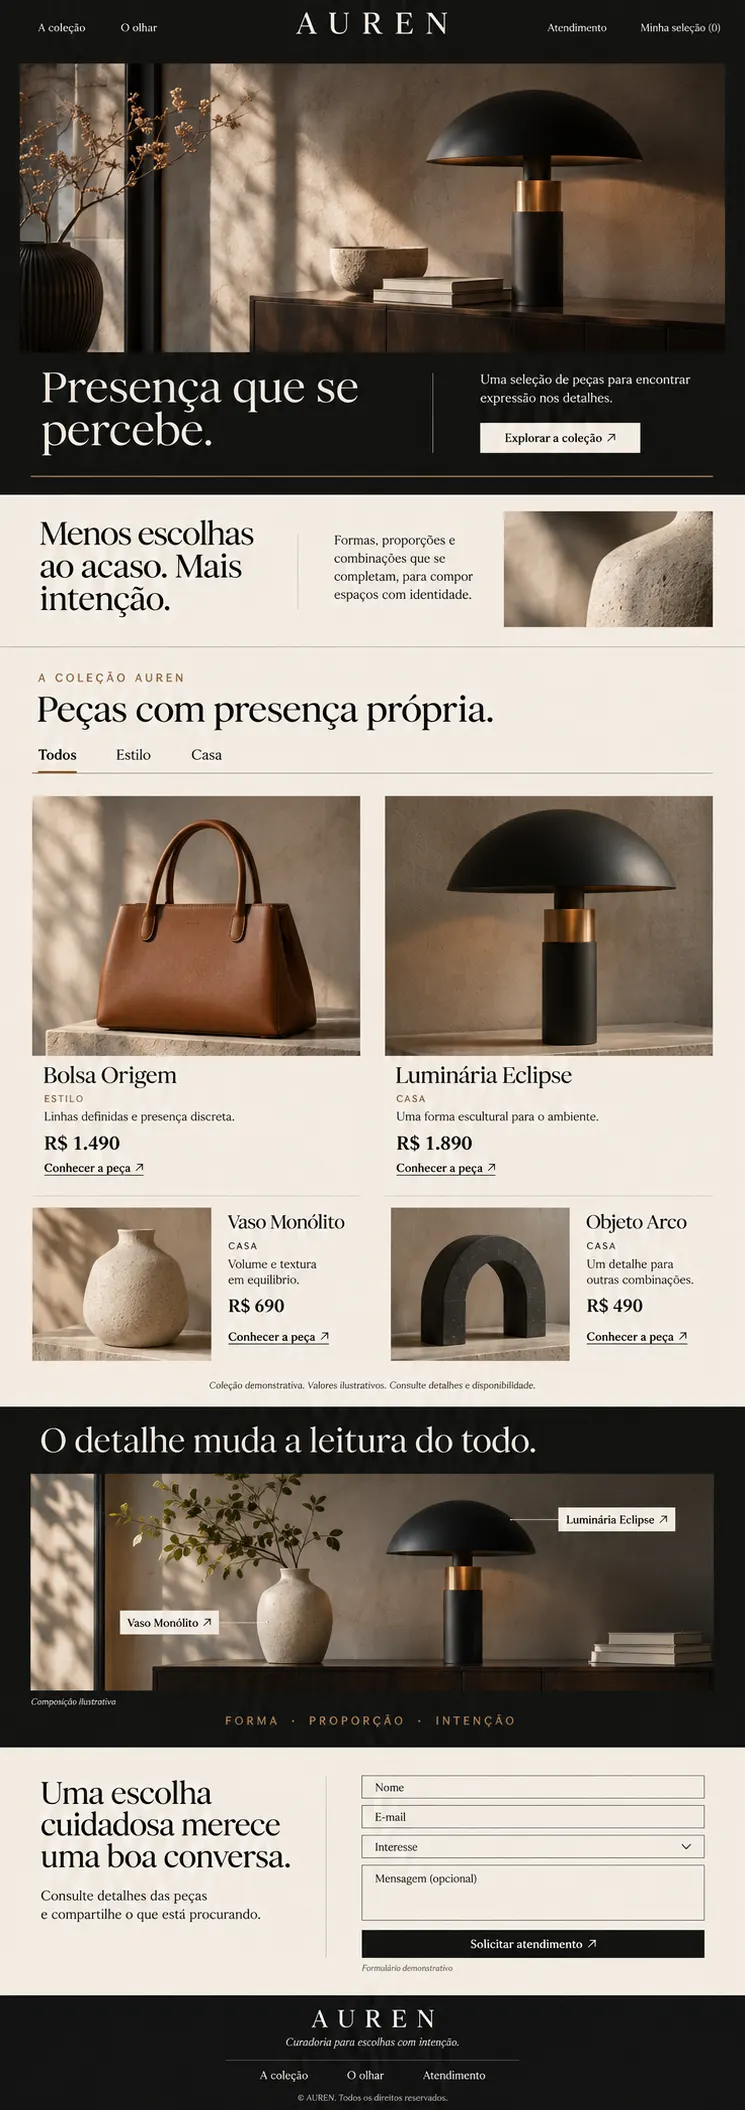 A coleção
O olhar
AUREN
Atendimento
Minha seleção (0)
Presença que se
percebe.
Uma seleção de peças para encontrar
expressão nos detalhes.
Explorar a coleção ↗
Menos escolhas
ao acaso. Mais
intenção.
Formas, proporções e
combinações que se
completam, para compor
espaços com identidade.
A COLEÇÃO AUREN
Peças com presença própria.
Todos
Estilo
Casa
Bolsa Origem
ESTILO
Linhas definidas e presença discreta.
R$ 1.490
Conhecer a peça ↗
Luminária Eclipse
CASA
Uma forma escultural para o ambiente.
R$ 1.890
Conhecer a peça ↗
Vaso Monólito
CASA
Volume e textura
em equilibrio.
R$ 690
Conhecer a peça ↗
Objeto Arco
CASA
Um detalhe para
outras combinações.
R$ 490
Conhecer a peça ↗
Coleção demonstrativa. Valores ilustrativos. Consulte detalhes e disponibilidade.
O detalhe muda a leitura do todo.
Luminária Eclipse ↗
Vaso Monólito ↗
Composição ilustrativa
FORMA · PROPORÇÃO · INTENÇÃO
Uma escolha
cuidadosa merece
uma boa conversa.
Consulte detalhes das peças
e compartilhe o que está procurando.
Nome
E-mail
Interesse
Mensagem (opcional)
Solicitar atendimento ↗
Formulário demonstrativo
AUREN
Curadoria para escolhas com intenção.
A coleção
O olhar
Atendimento
© AUREN. Todos os direitos reservados.